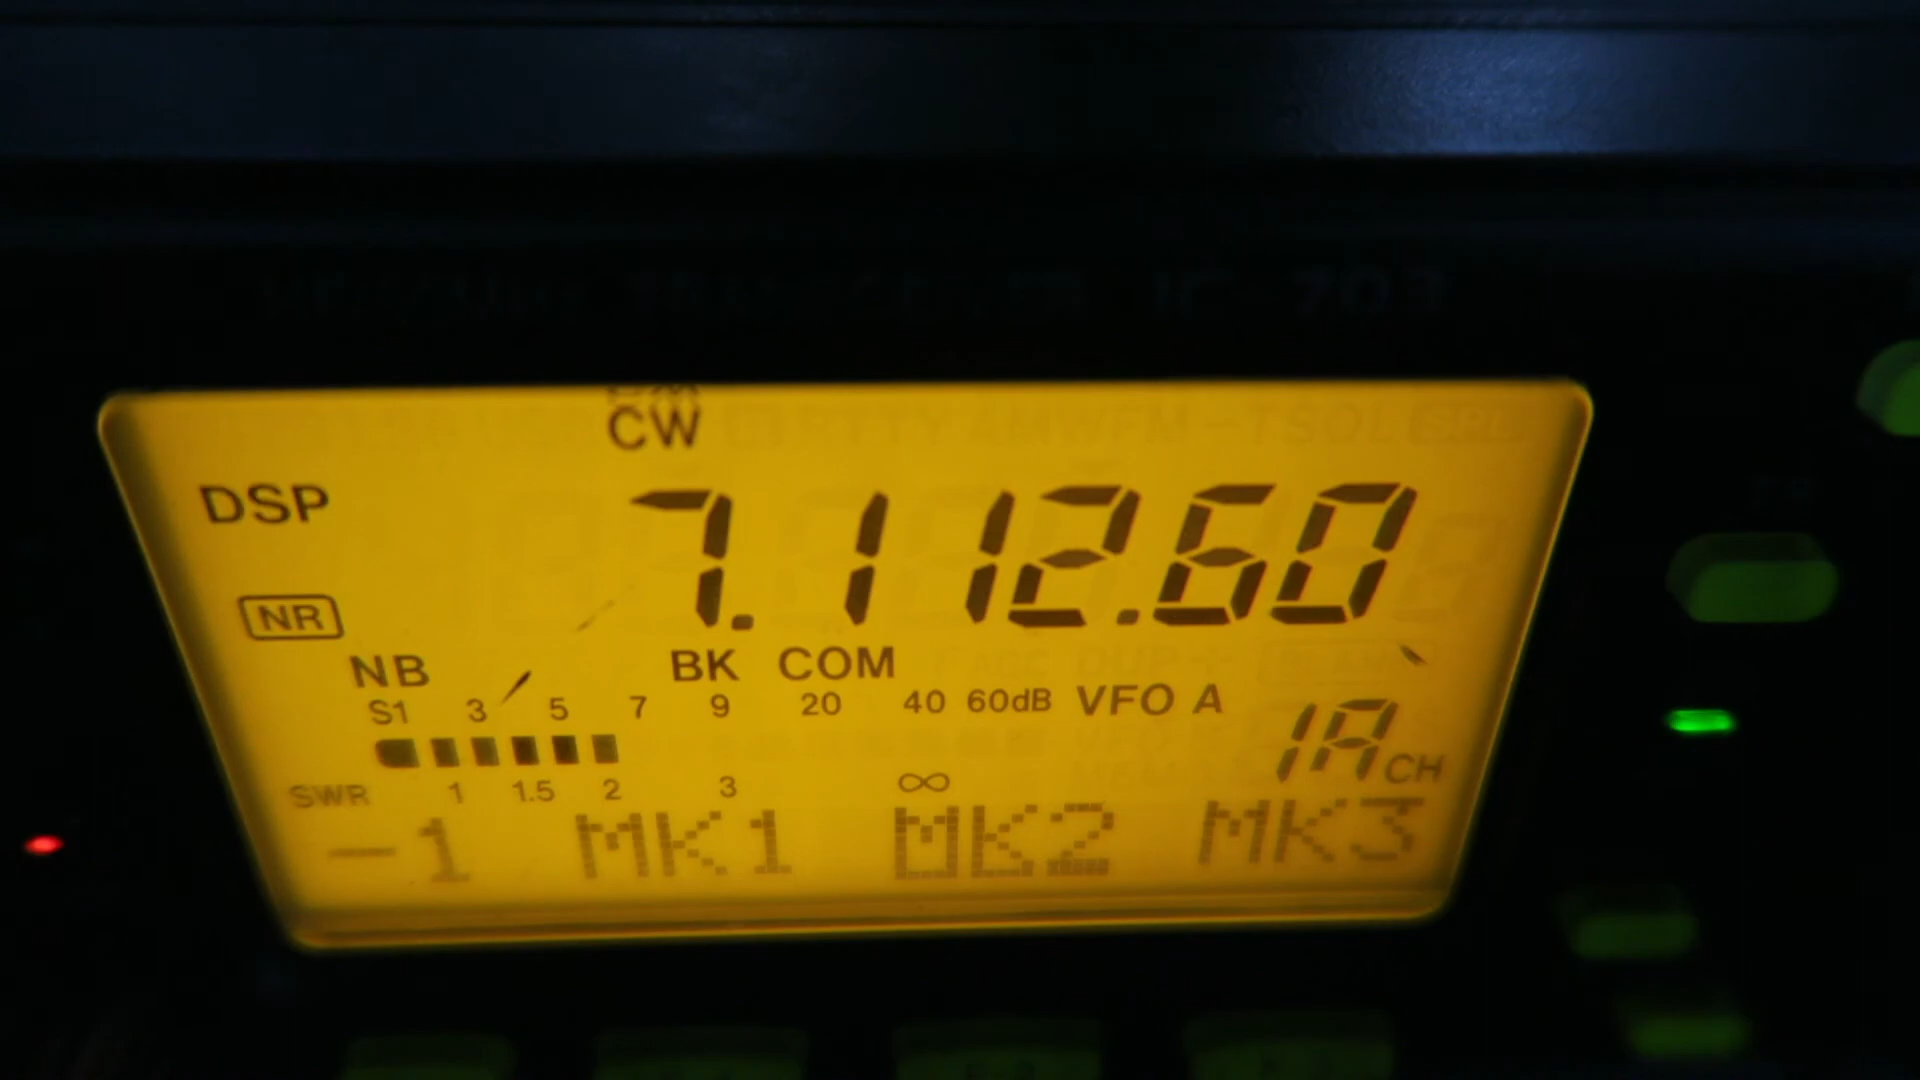 CW
DSP
7.112.60
NR
NB BK COM
S1 3 5 7 9 20 40 60dB VFO A
1A CH
SWR 1 1.5 2 3 ∞
-1 MK1 MK2 MK3